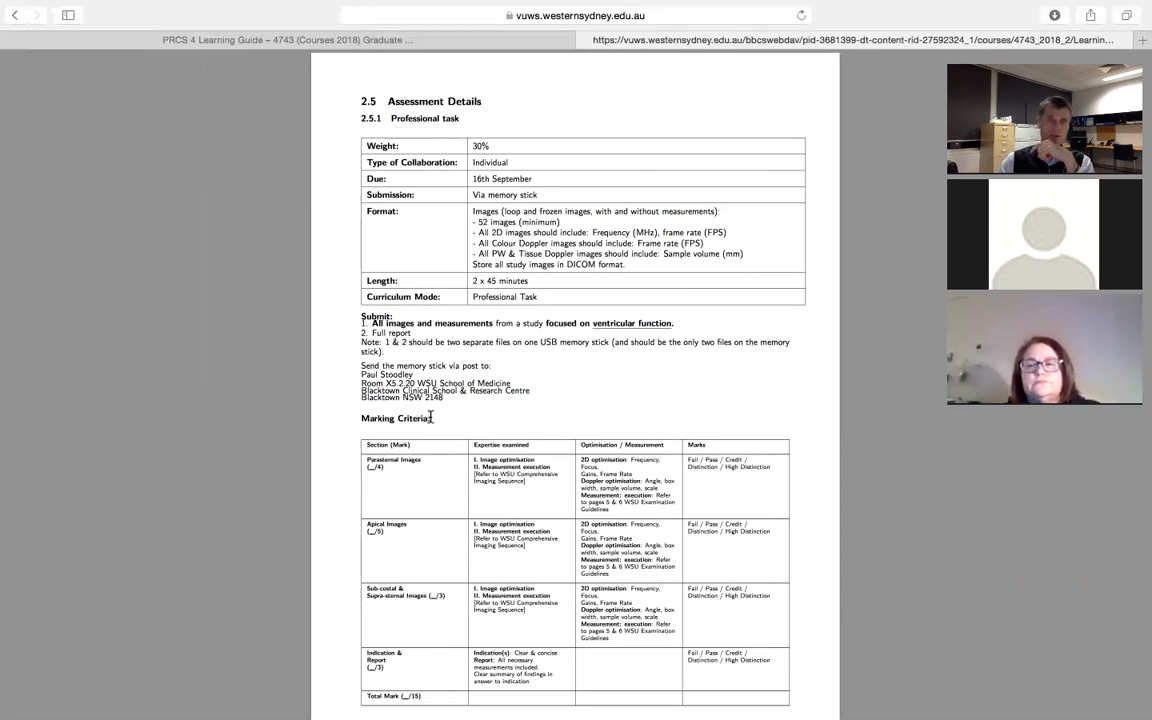 vuws.westernsydney.edu.au
PRCS 4 Learning Guide – 4743 (Courses 2018) Graduate ...
https://vuws.westernsydney.edu.au/bbcswebdav/pid-3681399-dt-content-rid-27592324_1/courses/4743_2018_2/Learnin...
2.5 Assessment Details
2.5.1 Professional task
Weight: 30%
Type of Collaboration: Individual
Due: 16th September
Submission: Via memory stick
Format: Images (loop and frozen images, with and without measurements):
- 52 images (minimum)
- All 2D images should include: Frequency (MHz), frame rate (FPS)
- All Colour Doppler images should include: Frame rate (FPS)
- All PW & Tissue Doppler images should include: Sample volume (mm)
Store all study images in DICOM format.
Length: 2 x 45 minutes
Curriculum Mode: Professional Task
Submit:
1. All images and measurements from a study focused on ventricular function.
2. Full report
Note: 1 & 2 should be two separate files on one USB memory stick (and should be the only two files on the memory
stick).
Send the memory stick via post to:
Paul Stoodley
Room X5.2.20 WSU School of Medicine
Blacktown Clinical School & Research Centre
Blacktown NSW 2148
Marking Criteria:
Section (Mark) Expertise examined Optimisation / Measurement Marks
Parasternal Images
(__/4)
I. Image optimisation
II. Measurement execution
[Refer to WSU Comprehensive
Imaging Sequence]
2D optimisation: Frequency,
Focus,
Gains, Frame Rate
Doppler optimisation: Angle, box
width, sample volume, scale
Measurement: execution: Refer
to pages 5 & 6 WSU Examination
Guidelines
Fail / Pass / Credit /
Distinction / High Distinction
Apical Images
(__/5)
I. Image optimisation
II. Measurement execution
[Refer to WSU Comprehensive
Imaging Sequence]
2D optimisation: Frequency,
Focus,
Gains, Frame Rate
Doppler optimisation: Angle, box
width, sample volume, scale
Measurement: execution: Refer
to pages 5 & 6 WSU Examination
Guidelines
Fail / Pass / Credit /
Distinction / High Distinction
Sub-costal &
Supra-sternal Images (__/3)
I. Image optimisation
II. Measurement execution
[Refer to WSU Comprehensive
Imaging Sequence]
2D optimisation: Frequency,
Focus,
Gains, Frame Rate
Doppler optimisation: Angle, box
width, sample volume, scale
Measurement: execution: Refer
to pages 5 & 6 WSU Examination
Guidelines
Fail / Pass / Credit /
Distinction / High Distinction
Indication &
Report
(__/3)
Indication(s): Clear & concise
Report: All necessary
measurements included.
Clear summary of findings in
answer to indication.
Fail / Pass / Credit /
Distinction / High Distinction
Total Mark (__/15)